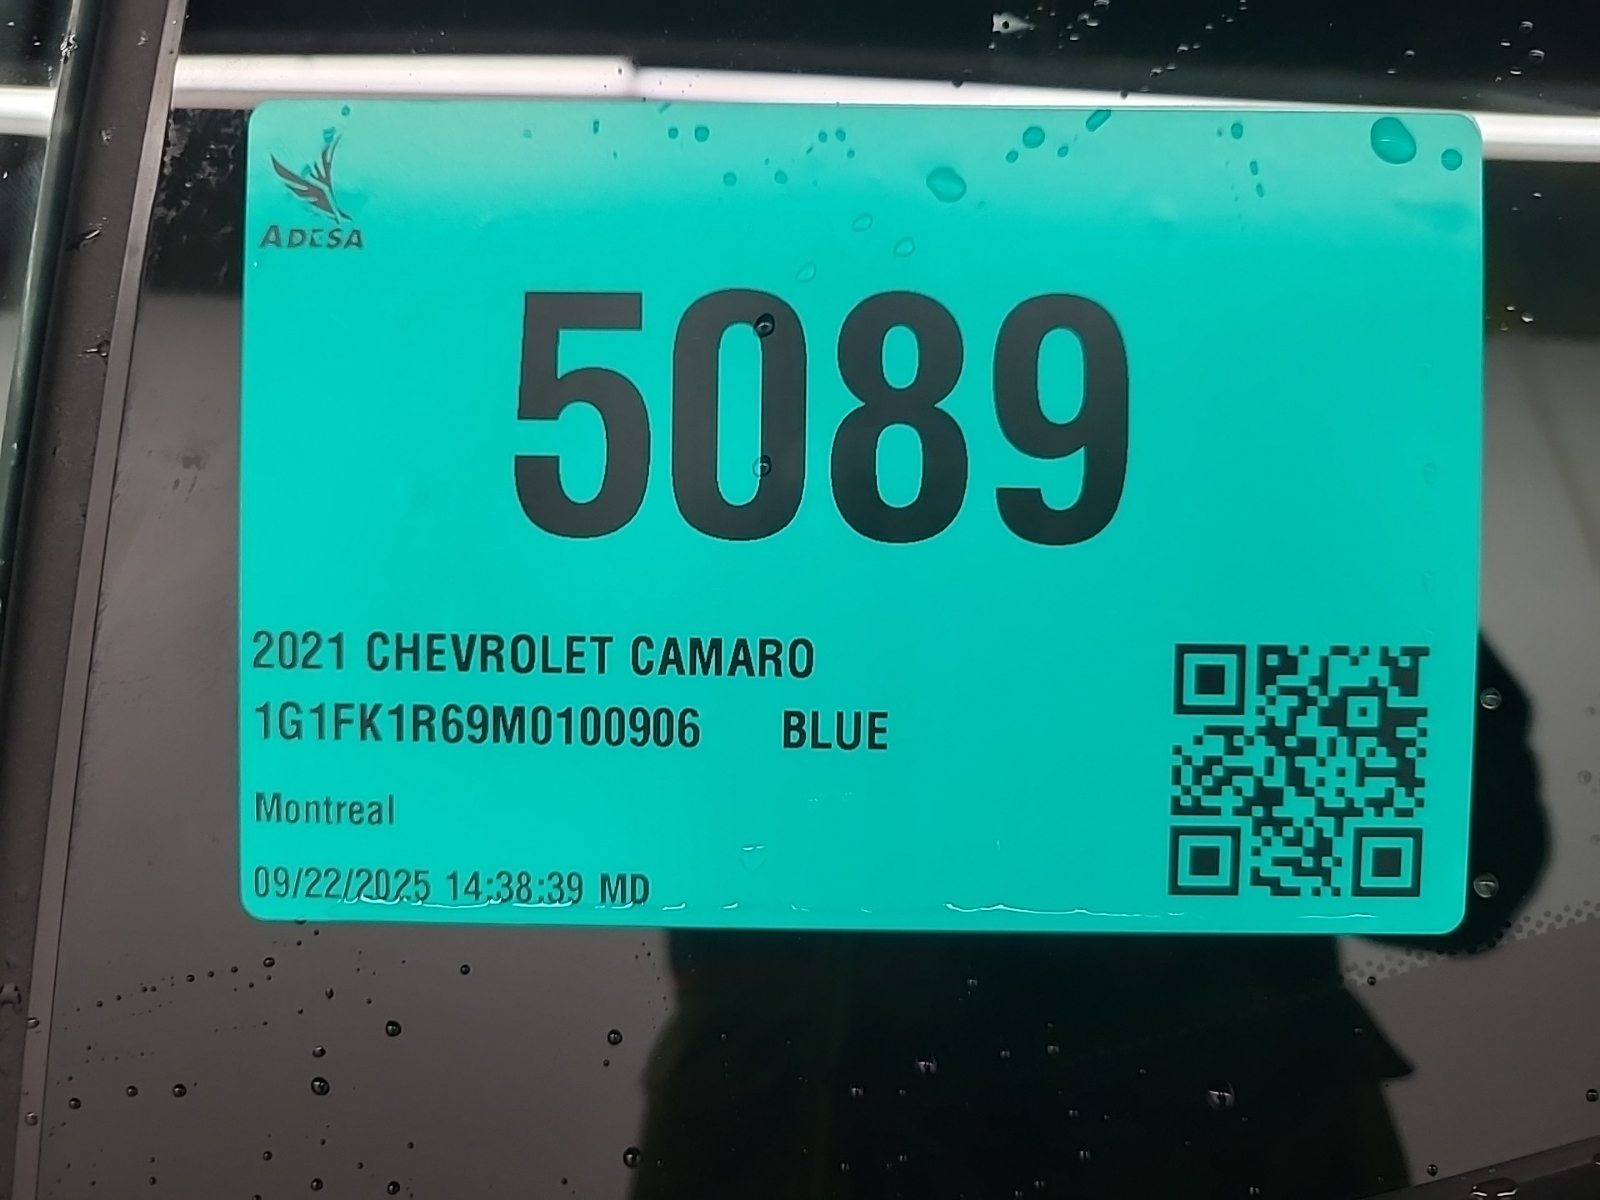 ADESA
5089
2021 CHEVROLET CAMARO
1G1FK1R69M0100906 BLUE
Montreal
09/22/2025 14:38:39 MD